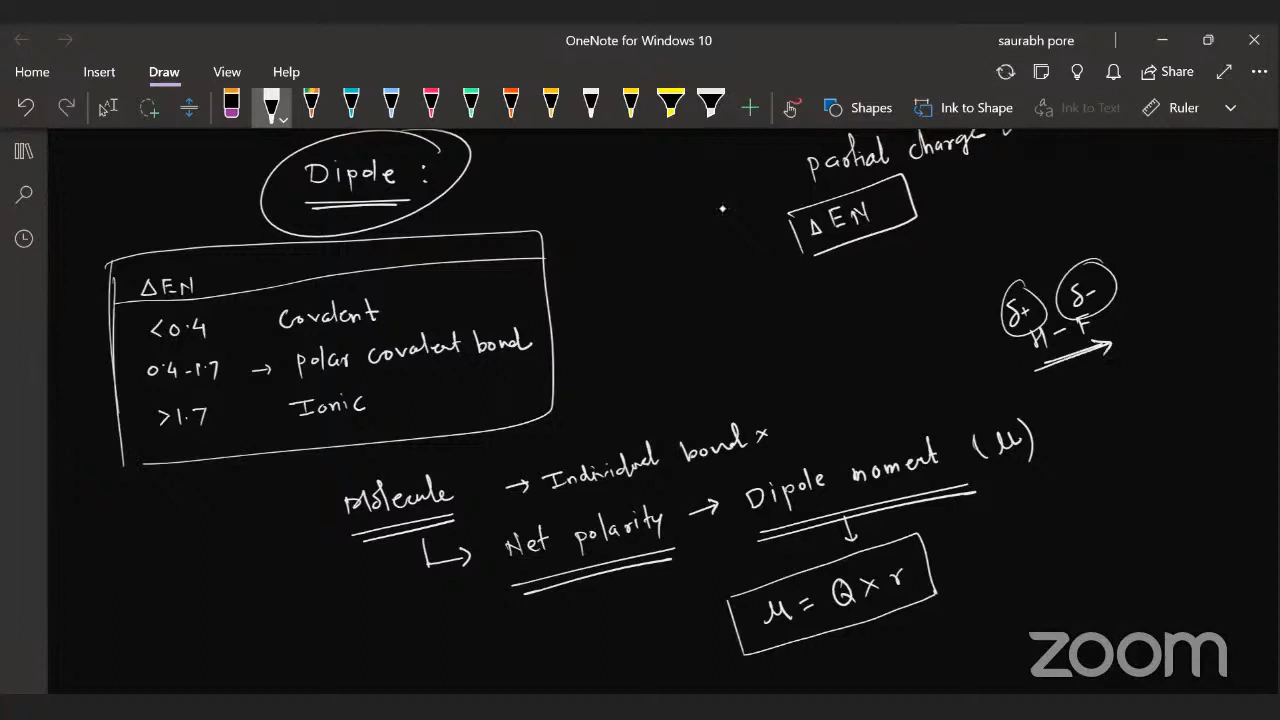 OneNote for Windows 10
saurabh pore
Home Insert Draw View Help
Share
Shapes Ink to Shape Ink to Text Ruler
Dipole :
partial charge
Δ EN
Δ EN
<0.4 Covalent
0.4-1.7 → polar covalent bond
>1.7 Ionic
δ+ δ-
H - F
Molecule → Individual bond ×
Net polarity → Dipole moment (μ)
μ = Q × r
zoom